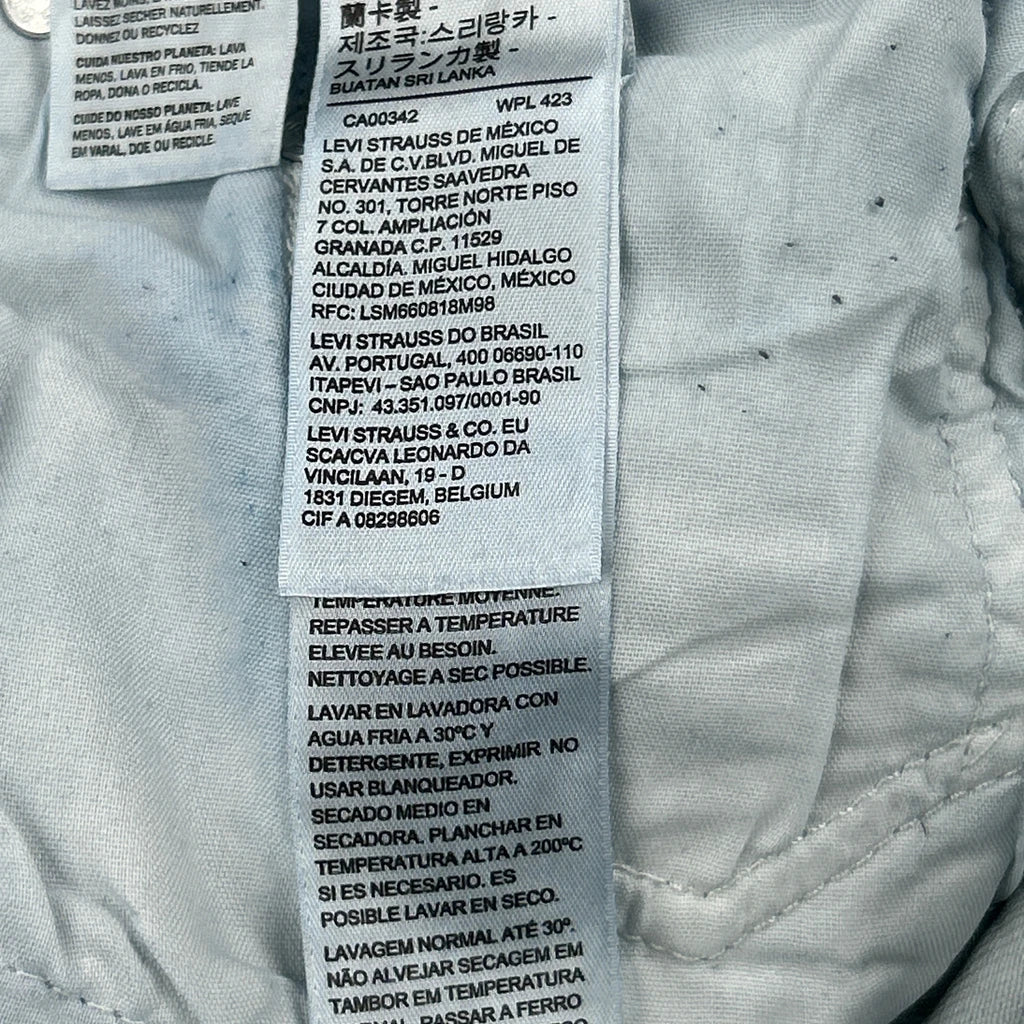 LAISSEZ SECHER NATURELLEMENT.
DONNEZ OU RECYCLEZ
CUIDA NUESTRO PLANETA: LAVA
MENOS, LAVA EN FRIO, TIENDE LA
ROPA, DONA O RECICLA.
CUIDE DO NOSSO PLANETA: LAVE
MENOS, LAVE EM ÁGUA FRIA, SEQUE
EM VARAL, DOE OU RECICLE.
蘭卡製 -
제조국:스리랑카 -
スリランカ製 -
BUATAN SRI LANKA
CA00342 WPL 423
LEVI STRAUSS DE MÉXICO
S.A. DE C.V.BLVD. MIGUEL DE
CERVANTES SAAVEDRA
NO. 301, TORRE NORTE PISO
7 COL. AMPLIACIÓN
GRANADA C.P. 11529
ALCALDÍA. MIGUEL HIDALGO
CIUDAD DE MÉXICO, MÉXICO
RFC: LSM660818M98
LEVI STRAUSS DO BRASIL
AV. PORTUGAL, 400 06690-110
ITAPEVI – SAO PAULO BRASIL
CNPJ: 43.351.097/0001-90
LEVI STRAUSS & CO. EU
SCA/CVA LEONARDO DA
VINCILAAN, 19 - D
1831 DIEGEM, BELGIUM
CIF A 08298606
TEMPERATURE MOYENNE.
REPASSER A TEMPERATURE
ELEVEE AU BESOIN.
NETTOYAGE A SEC POSSIBLE.
LAVAR EN LAVADORA CON
AGUA FRIA A 30ºC Y
DETERGENTE, EXPRIMIR NO
USAR BLANQUEADOR.
SECADO MEDIO EN
SECADORA. PLANCHAR EN
TEMPERATURA ALTA A 200ºC
SI ES NECESARIO. ES
POSIBLE LAVAR EN SECO.
LAVAGEM NORMAL ATÉ 30º.
NÃO ALVEJAR SECAGEM EM
TAMBOR EM TEMPERATURA
PASSAR A FERRO